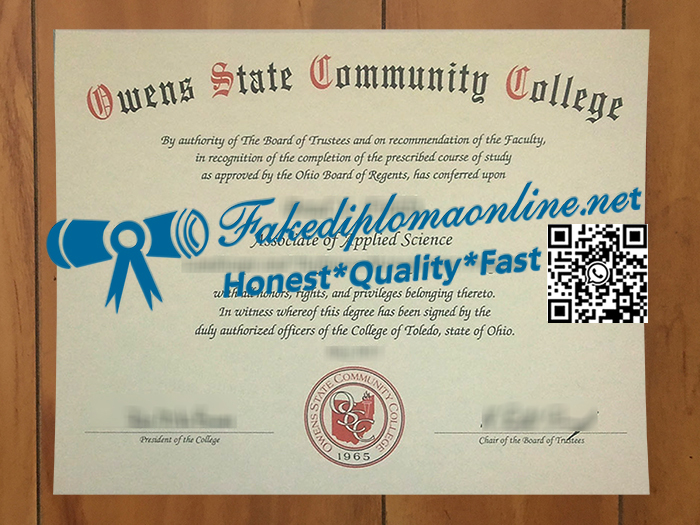 Owens State Community College
By authority of The Board of Trustees and on recommendation of the Faculty,
in recognition of the completion of the prescribed course of study
as approved by the Ohio Board of Regents, has conferred upon
Fakediplomaonline.net
Associate of Applied Science
Honest*Quality*Fast
with all honors, rights, and privileges belonging thereto.
In witness whereof this degree has been signed by the
duly authorized officers of the College of Toledo, state of Ohio.
OWENS STATE COMMUNITY COLLEGE
OSCC
1965
President of the College
Chair of the Board of Trustees